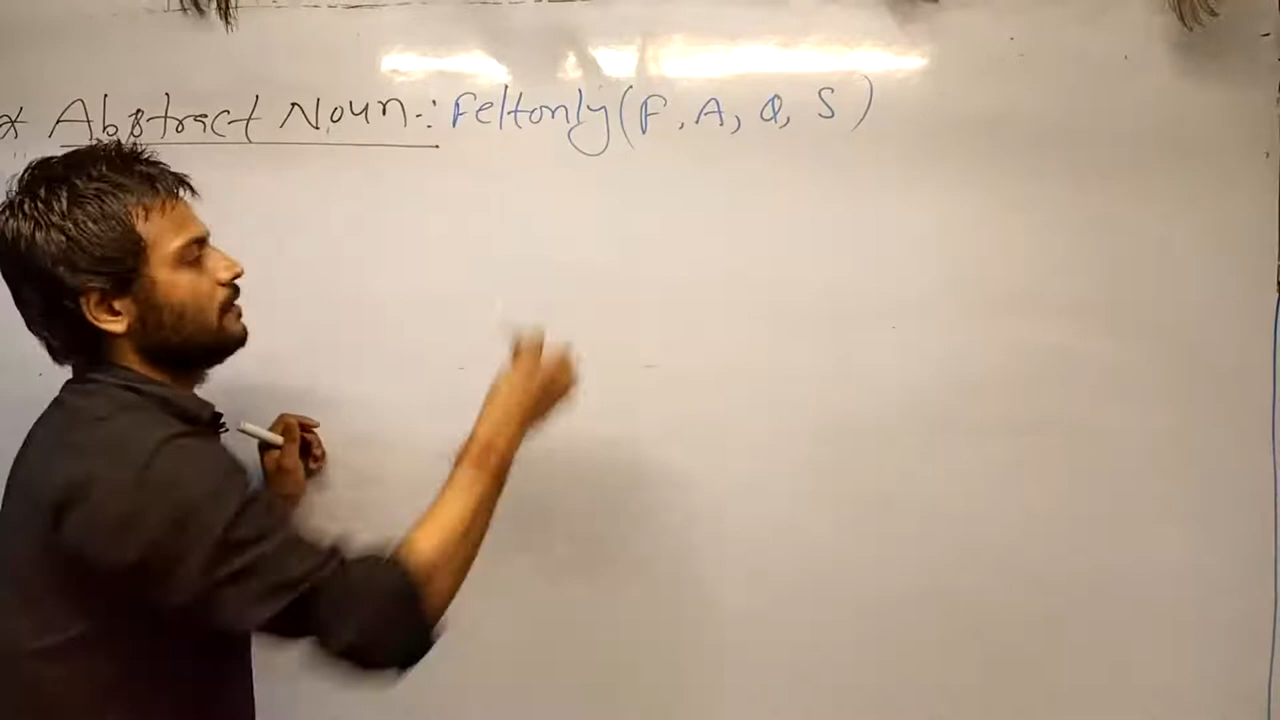 * Abstract Noun-: Feltonly (F, A, Q, S)